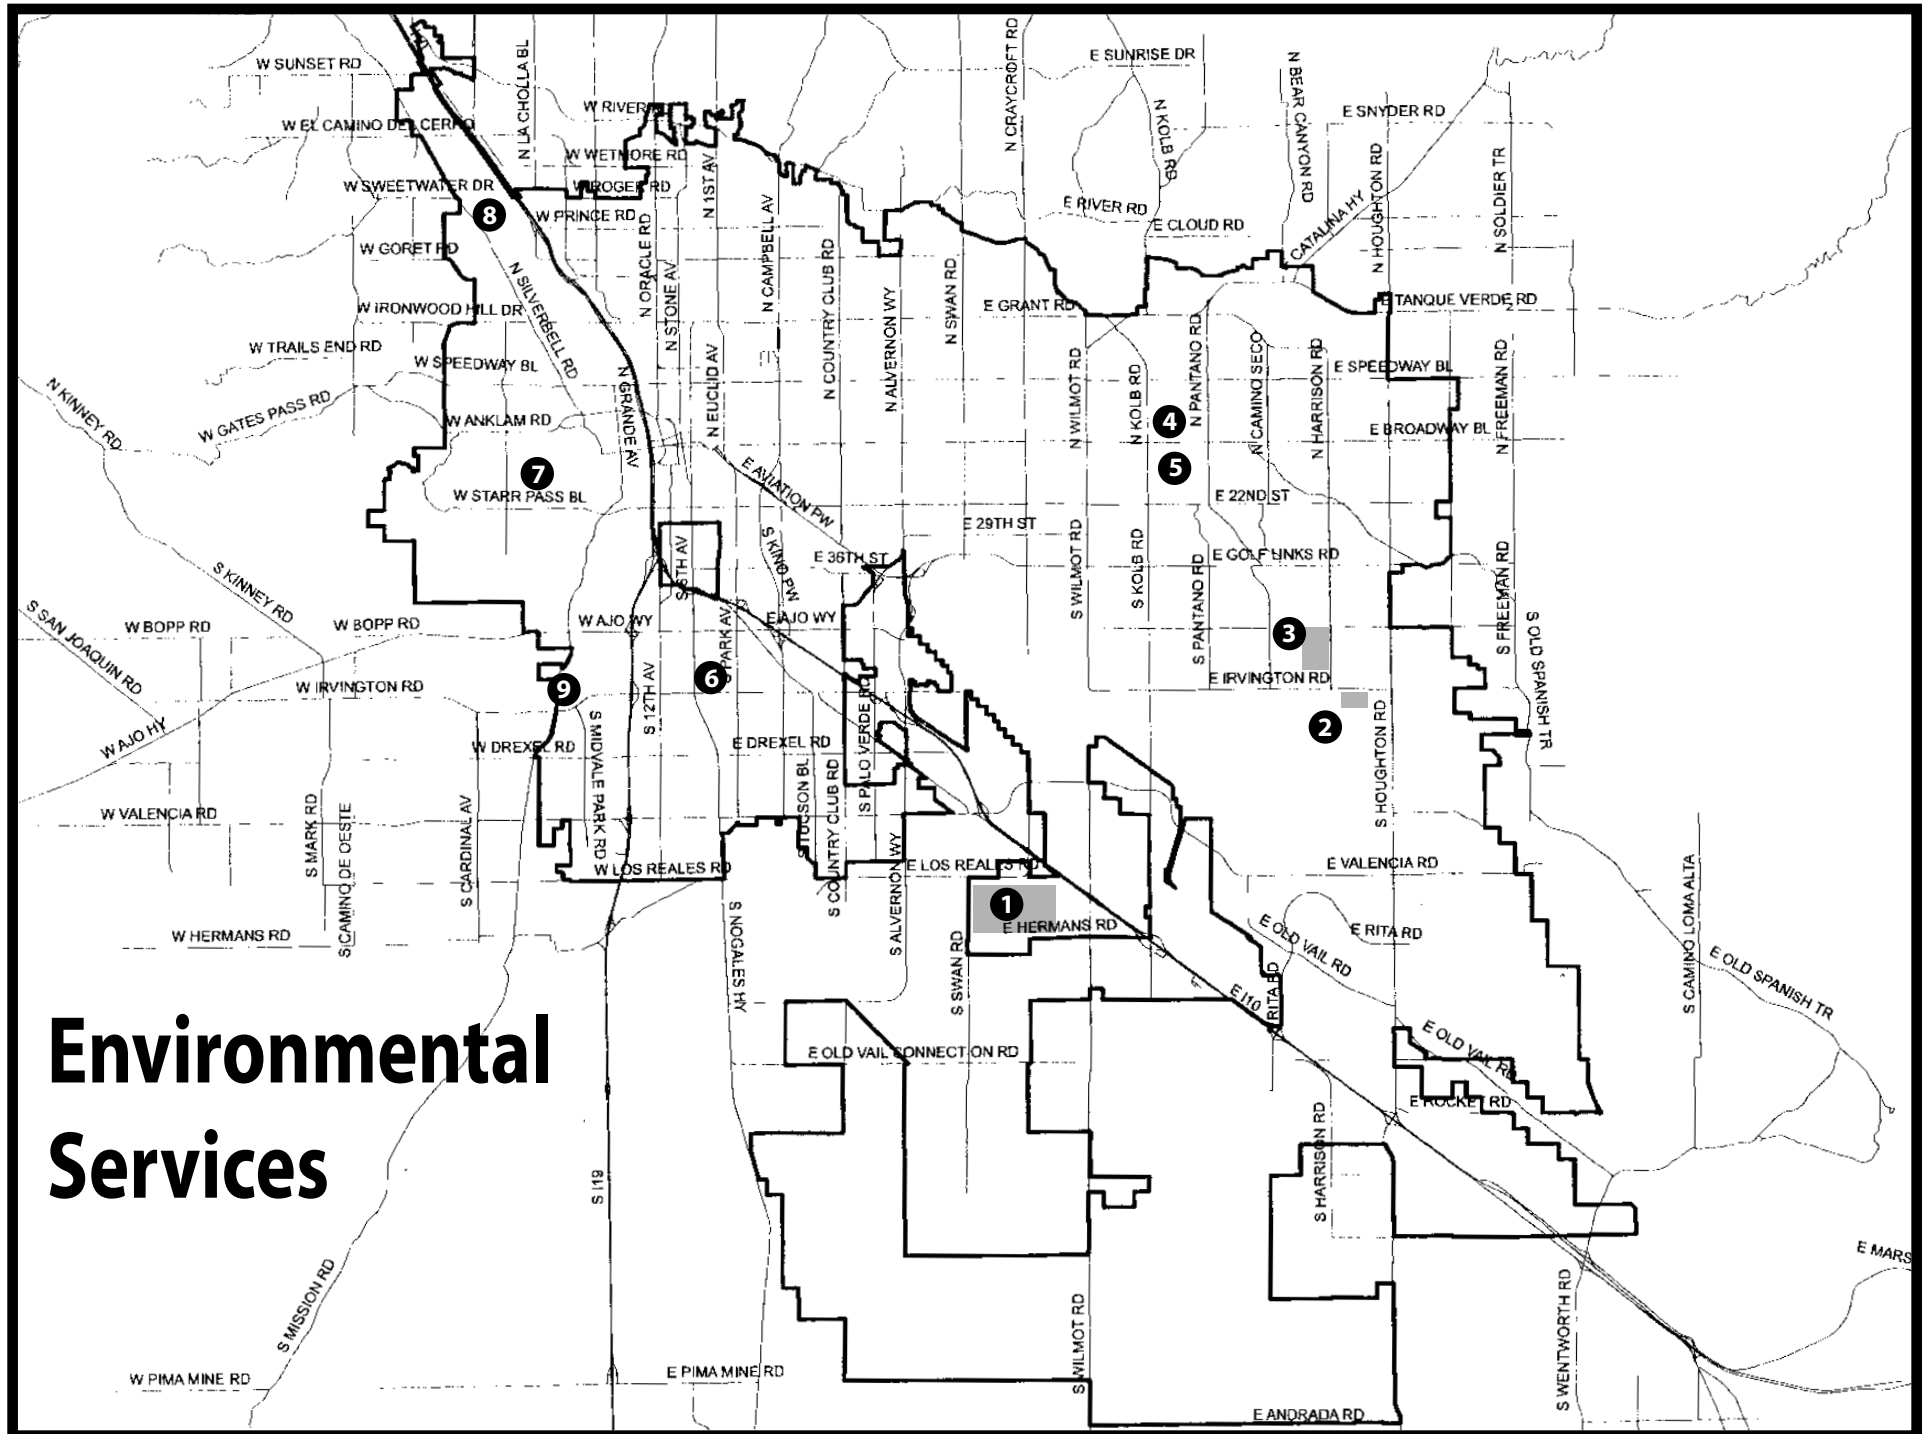 W SUNSET RD
N LA CHOLLA BL
W RIVER
N CRAYCROFT RD
E SUNRISE DR
N KOLB RD
N BEAR CANYON RD
E SNYDER RD
W EL CAMINO DEL CERRO
W WETMORE RD
N 1ST AV
N HOUGHTON RD
N SOLDIER TR
W SWEETWATER DR
W ROGER RD
8
W PRINCE RD
N CAMPBELL AV
E RIVER RD
E CLOUD RD
CATALINA HY
W GORET RD
N ORACLE RD
N STONE AV
N COUNTRY CLUB RD
N SILVERBELL RD
N ALVERNON WY
N SWAN RD
W IRONWOOD HILL DR
E GRANT RD
E TANQUE VERDE RD
W TRAILS END RD
W SPEEDWAY BL
N EUCLID AV
N WILMOT RD
N KOLB RD
N PANTANO RD
N CAMINO SECO
N HARRISON RD
E SPEEDWAY BL
N FREEMAN RD
N KINNEY RD
W GATES PASS RD
W ANKLAM RD
N GRANDE AV
4
E BROADWAY BL
7
5
W STARR PASS BL
E AVIATION PW
E 22ND ST
E 29TH ST
S KINO PW
E 36TH ST
S 6TH AV
S WILMOT RD
S KOLB RD
S PANTANO RD
E GOLF LINKS RD
S FREEMAN RD
S KINNEY RD
S SAN JOAQUIN RD
W BOPP RD
W BOPP RD
W AJO WY
E AJO WY
S PARK AV
3
S OLD SPANISH TR
W IRVINGTON RD
9
6
E IRVINGTON RD
S 12TH AV
S PALO VERDE RD
2
W AJO HY
W DREXEL RD
S MIDVALE PARK RD
E DREXEL RD
S HOUGHTON RD
S TUCSON BL
S COUNTRY CLUB RD
W VALENCIA RD
S MARK RD
S CAMINO DE OESTE
S CARDINAL AV
W LOS REALES RD
S ALVERNON WY
E LOS REALES RD
E VALENCIA RD
S CAMINO LOMA ALTA
1
E HERMANS RD
W HERMANS RD
S NOGALES HY
S SWAN RD
E OLD VAIL RD
E RITA RD
E OLD SPANISH TR
E I10
S RITA RD
Environmental
Services
E OLD VAIL CONNECTION RD
E OLD VAIL RD
E ROCKET RD
S HARRISON RD
S I19
S MISSION RD
E MARS
S WILMOT RD
S WENTWORTH RD
W PIMA MINE RD
E PIMA MINE RD
E ANDRADA RD